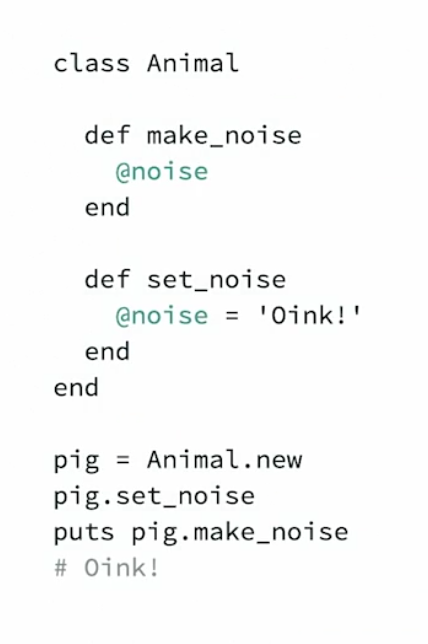 class Animal
def make_noise
@noise
end
def set_noise
@noise = 'Oink!'
end
end
pig = Animal.new
pig.set_noise
puts pig.make_noise
# Oink!